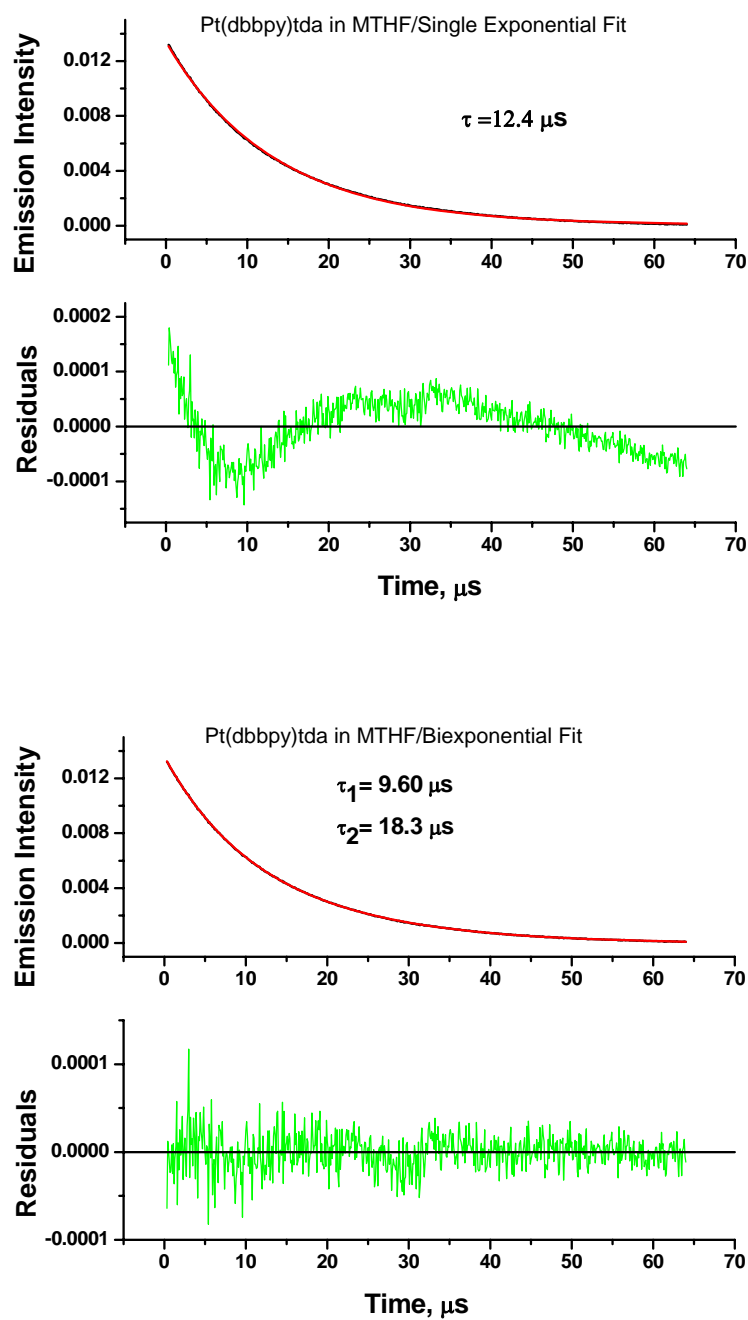 Pt(dbbpy)tda in MTHF/Single Exponential Fit
τ =12.4 μs
Emission Intensity
0.012
0.008
0.004
0.000
0 10 20 30 40 50 60 70
Residuals
0.0002
0.0001
0.0000
-0.0001
0 10 20 30 40 50 60 70
Time, μs
Pt(dbbpy)tda in MTHF/Biexponential Fit
τ1= 9.60 μs
τ2= 18.3 μs
Emission Intensity
0.012
0.008
0.004
0.000
0 10 20 30 40 50 60 70
Residuals
0.0001
0.0000
-0.0001
0 10 20 30 40 50 60 70
Time, μs